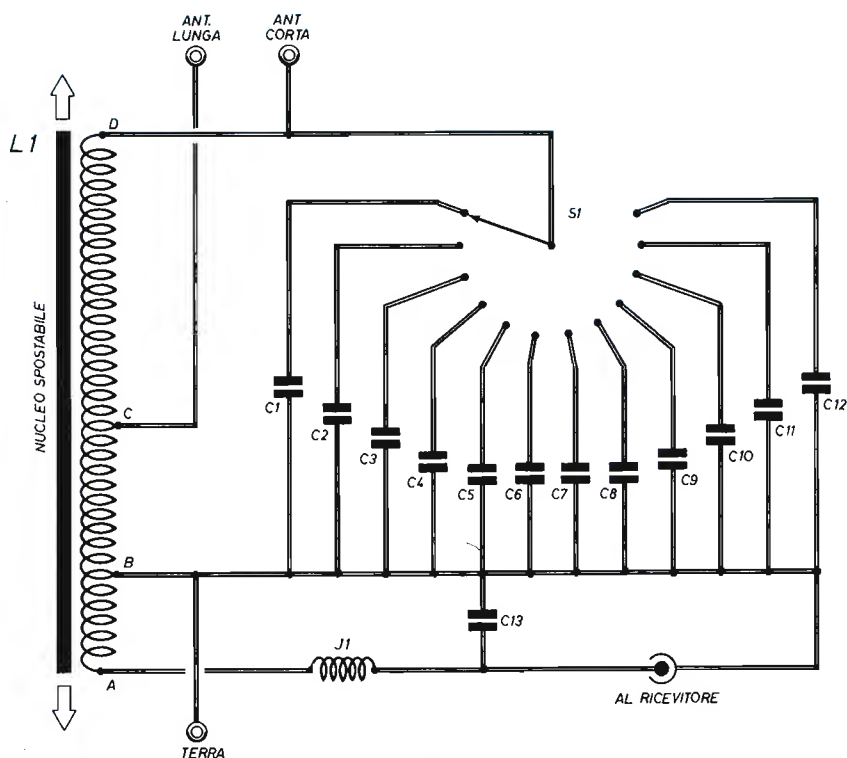 ANT.
LUNGA
ANT
CORTA
L1
D
S1
NUCLEO SPOSTABILE
C
C1
C2
C3
C4
C5
C6
C7
C8
C9
C10
C11
C12
B
C13
J1
A
AL RICEVITORE
TERRA